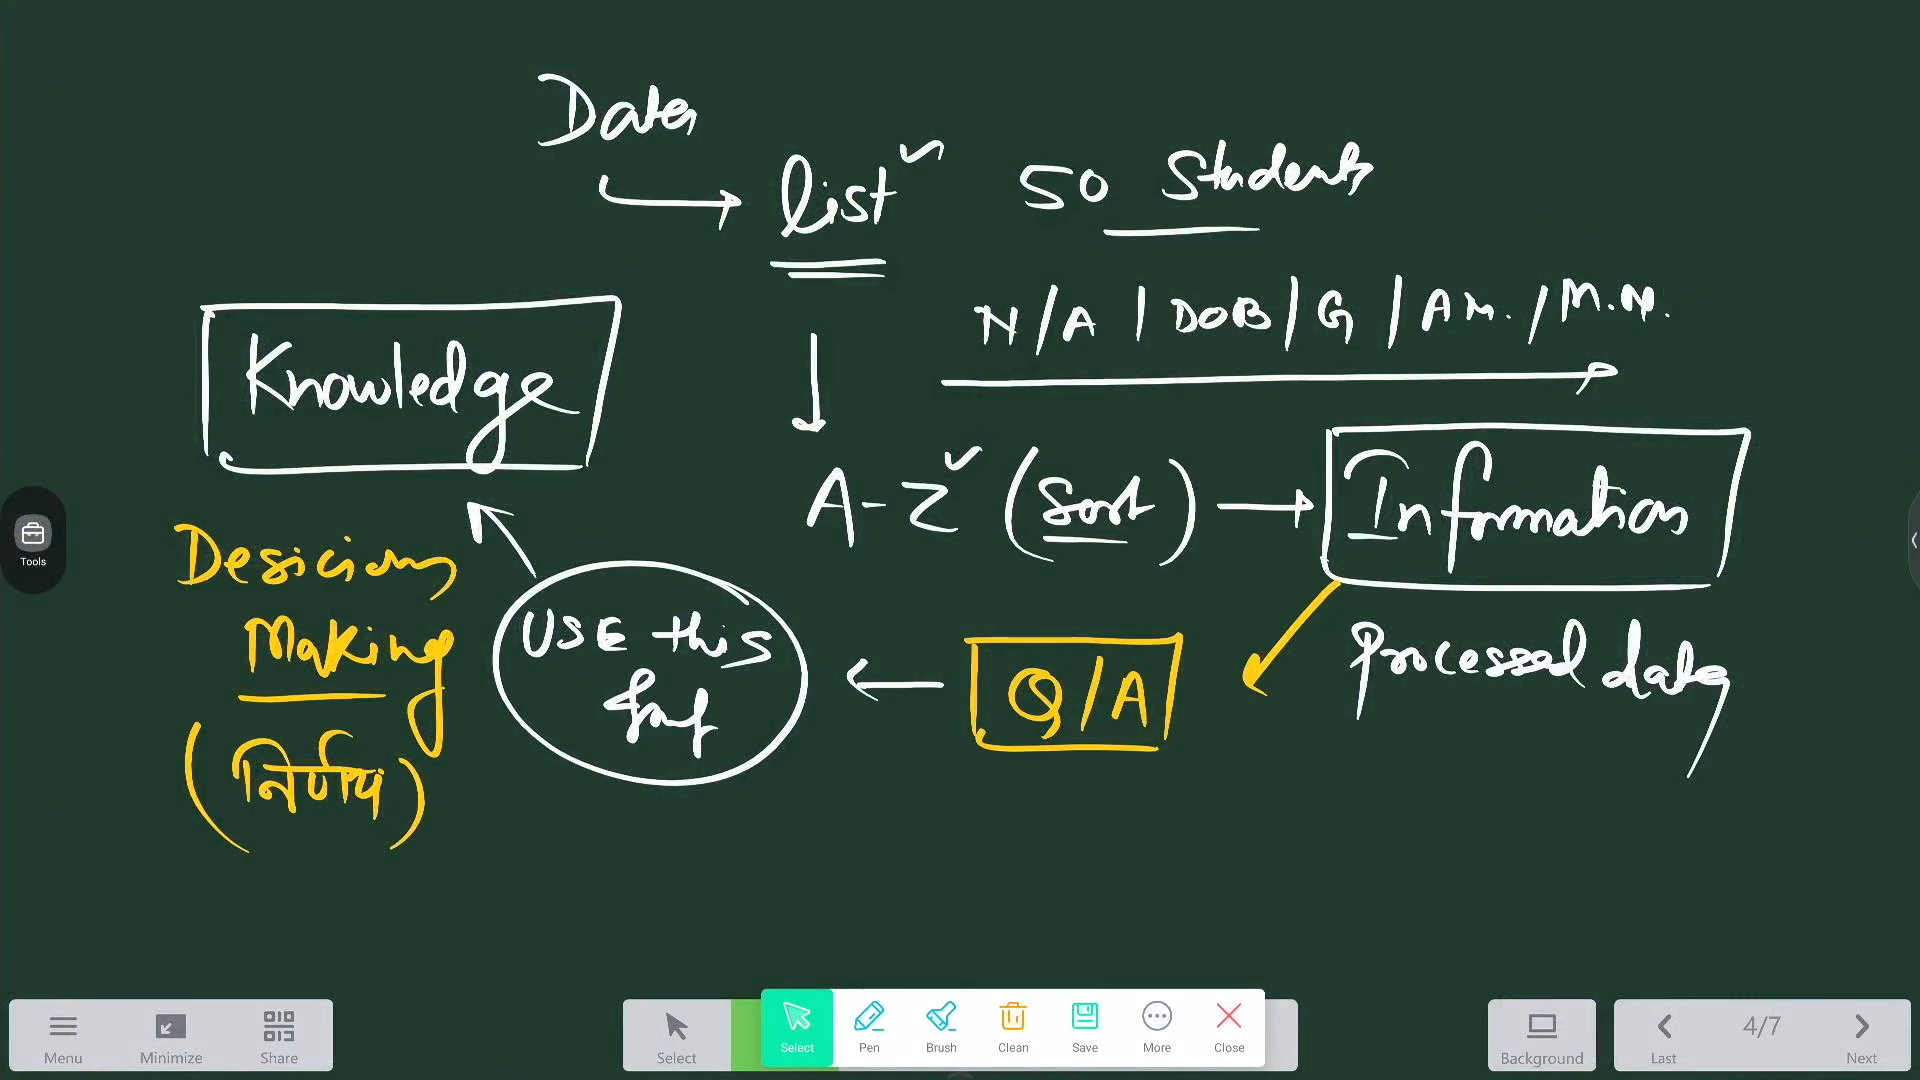 Data
list
50 Students
N/A | DOB | G | A M. / M.N.
Knowledge
A-Z (Sort)
Information
Desicion
Making
(निर्णय)
USE this
Inf
Q/A
Processed data
Tools
Menu
Minimize
Share
Select
Select
Pen
Brush
Clean
Save
More
Close
Background
Last
4/7
Next